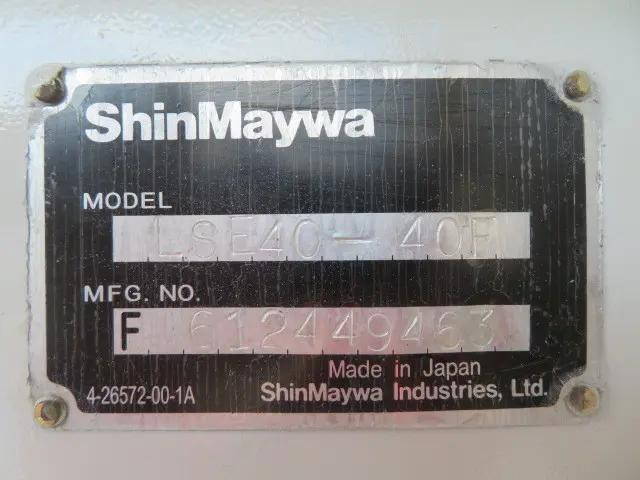 ShinMaywa
MODEL
LSE40-40F
MFG. NO.
F 612449463
Made in Japan
4-26572-00-1A
ShinMaywa Industries, Ltd.